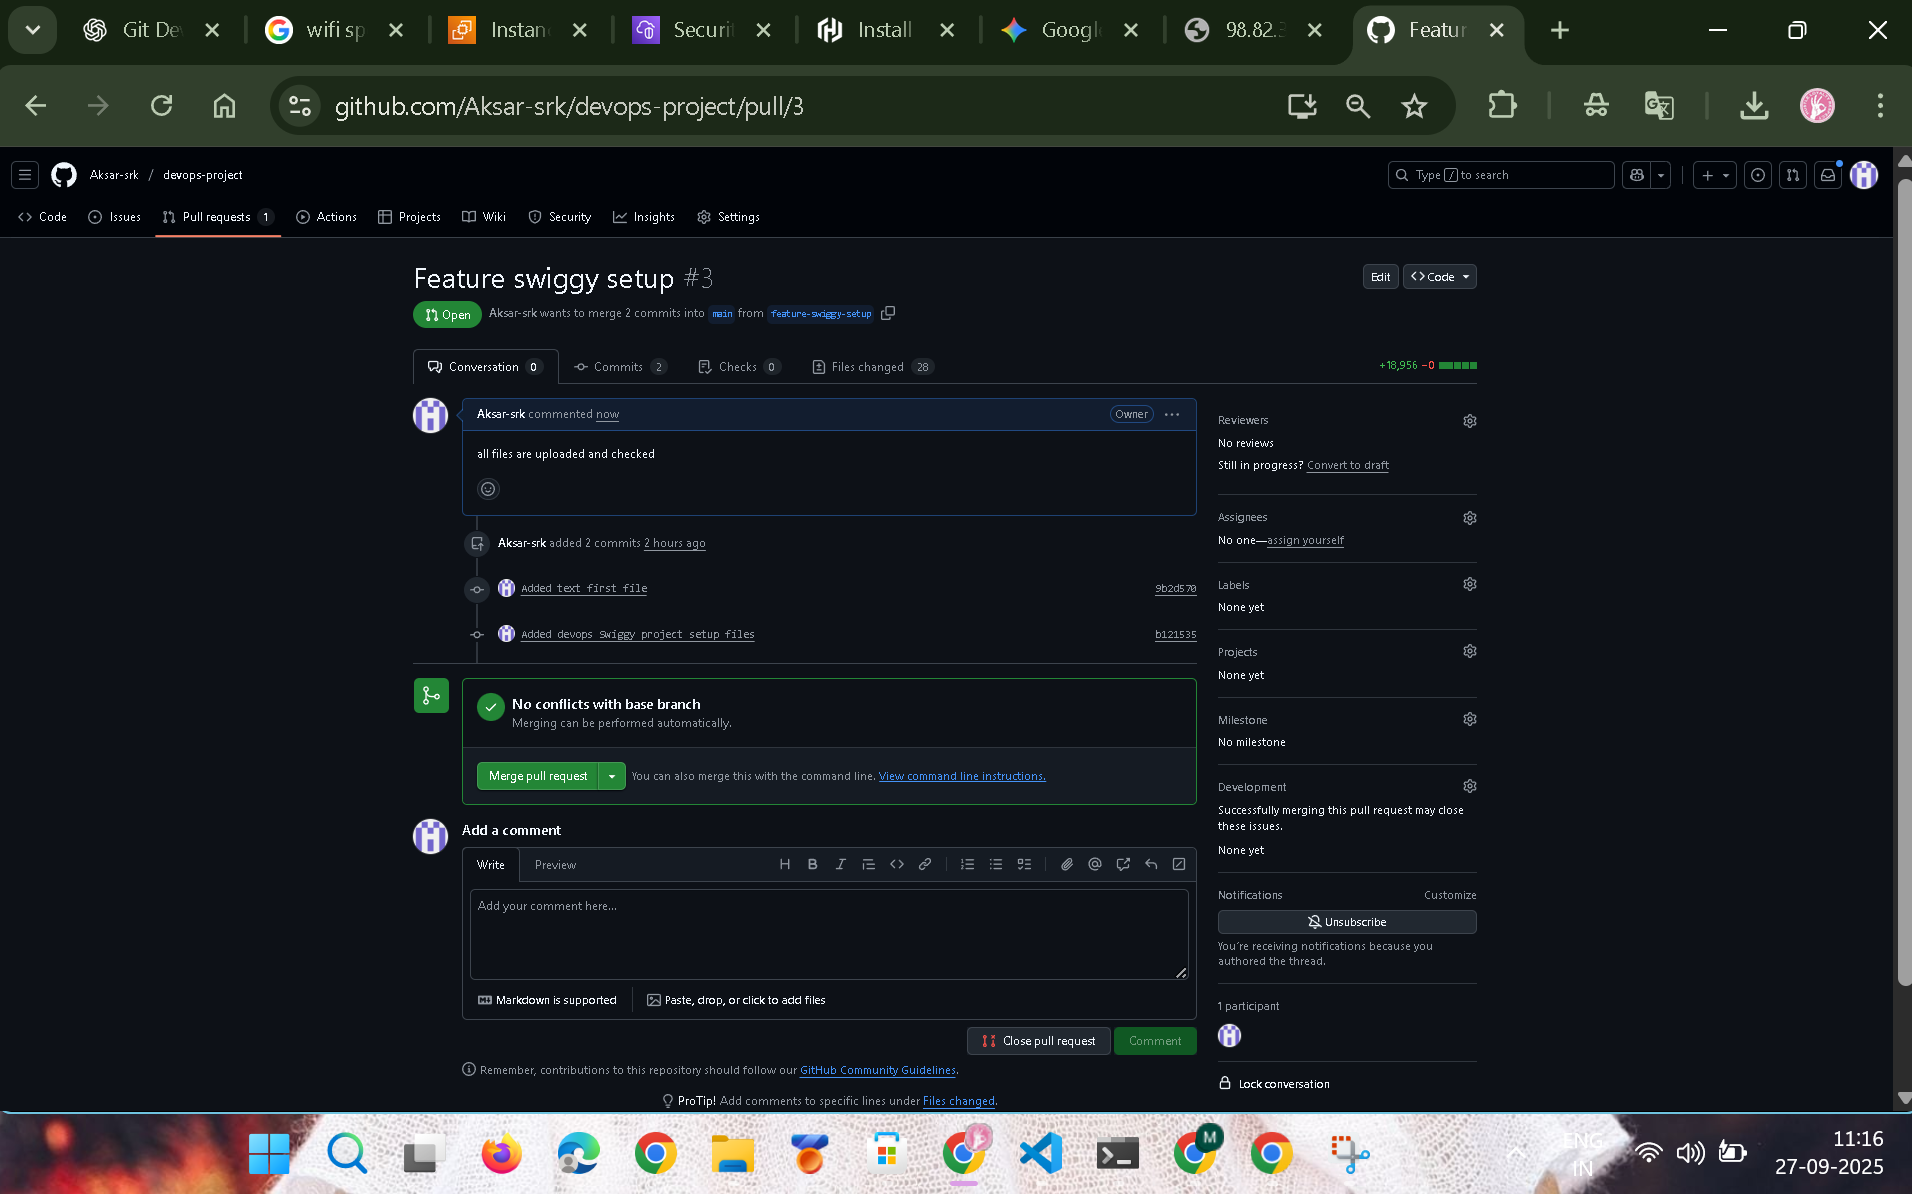 Git De
wifi sp
Instan
Securit
Install
Google
98.82.
Featur
github.com/Aksar-srk/devops-project/pull/3
Aksar-srk / devops-project
Type / to search
Code
Issues
Pull requests 1
Actions
Projects
Wiki
Security
Insights
Settings
Feature swiggy setup #3
Edit
Code
Open
Aksar-srk wants to merge 2 commits into main from feature-swiggy-setup
Conversation 0
Commits 2
Checks 0
Files changed 28
+18,956 −0
Aksar-srk commented now
Owner
all files are uploaded and checked
Aksar-srk added 2 commits 2 hours ago
Added text first file
9b2d570
Added devops Swiggy project setup files
b121535
No conflicts with base branch
Merging can be performed automatically.
Merge pull request
You can also merge this with the command line. View command line instructions.
Add a comment
Write
Preview
Add your comment here...
Markdown is supported
Paste, drop, or click to add files
Close pull request
Comment
Remember, contributions to this repository should follow our GitHub Community Guidelines.
ProTip! Add comments to specific lines under Files changed.
Reviewers
No reviews
Still in progress? Convert to draft
Assignees
No one—assign yourself
Labels
None yet
Projects
None yet
Milestone
No milestone
Development
Successfully merging this pull request may close
these issues.
None yet
Notifications
Customize
Unsubscribe
You're receiving notifications because you
authored the thread.
1 participant
Lock conversation
M
ENG
IN
11:16
27-09-2025